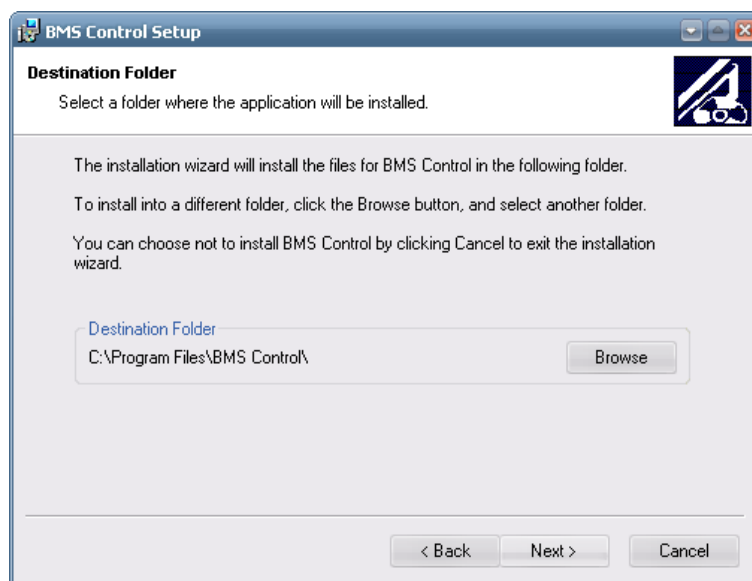 BMS Control Setup
Destination Folder
Select a folder where the application will be installed.
The installation wizard will install the files for BMS Control in the following folder.
To install into a different folder, click the Browse button, and select another folder.
You can choose not to install BMS Control by clicking Cancel to exit the installation
wizard.
Destination Folder
C:\Program Files\BMS Control\
Browse
< Back
Next >
Cancel